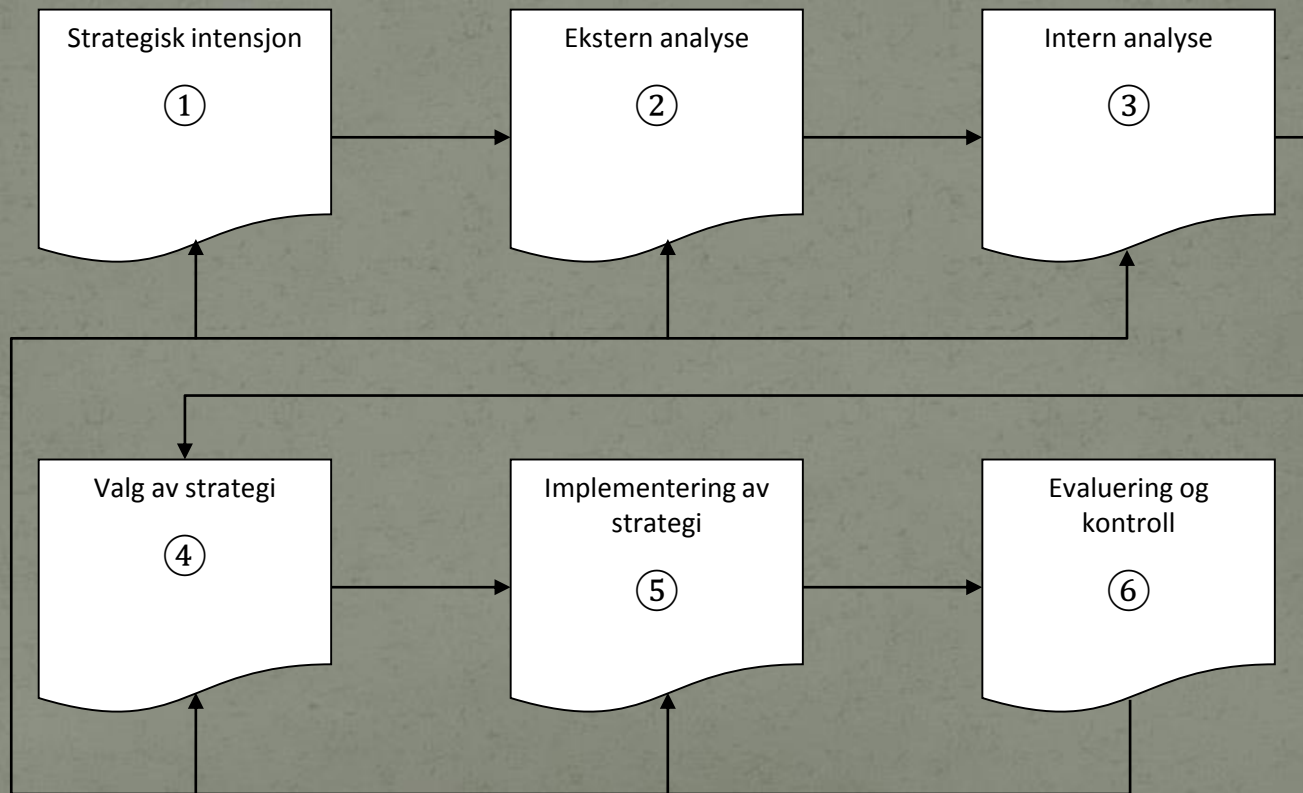 Strategisk intensjon
①
Ekstern analyse
②
Intern analyse
③
Valg av strategi
④
Implementering av
strategi
⑤
Evaluering og
kontroll
⑥